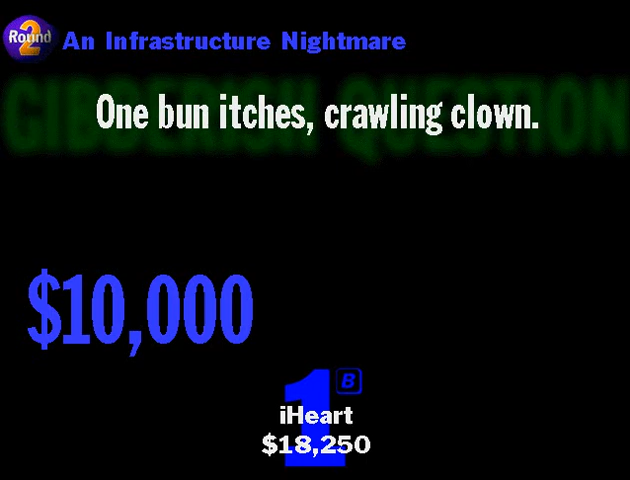 Round 2
An Infrastructure Nightmare
GIBBERISH QUESTION
One bun itches, crawling clown.
$10,000
1
B
iHeart
$18,250